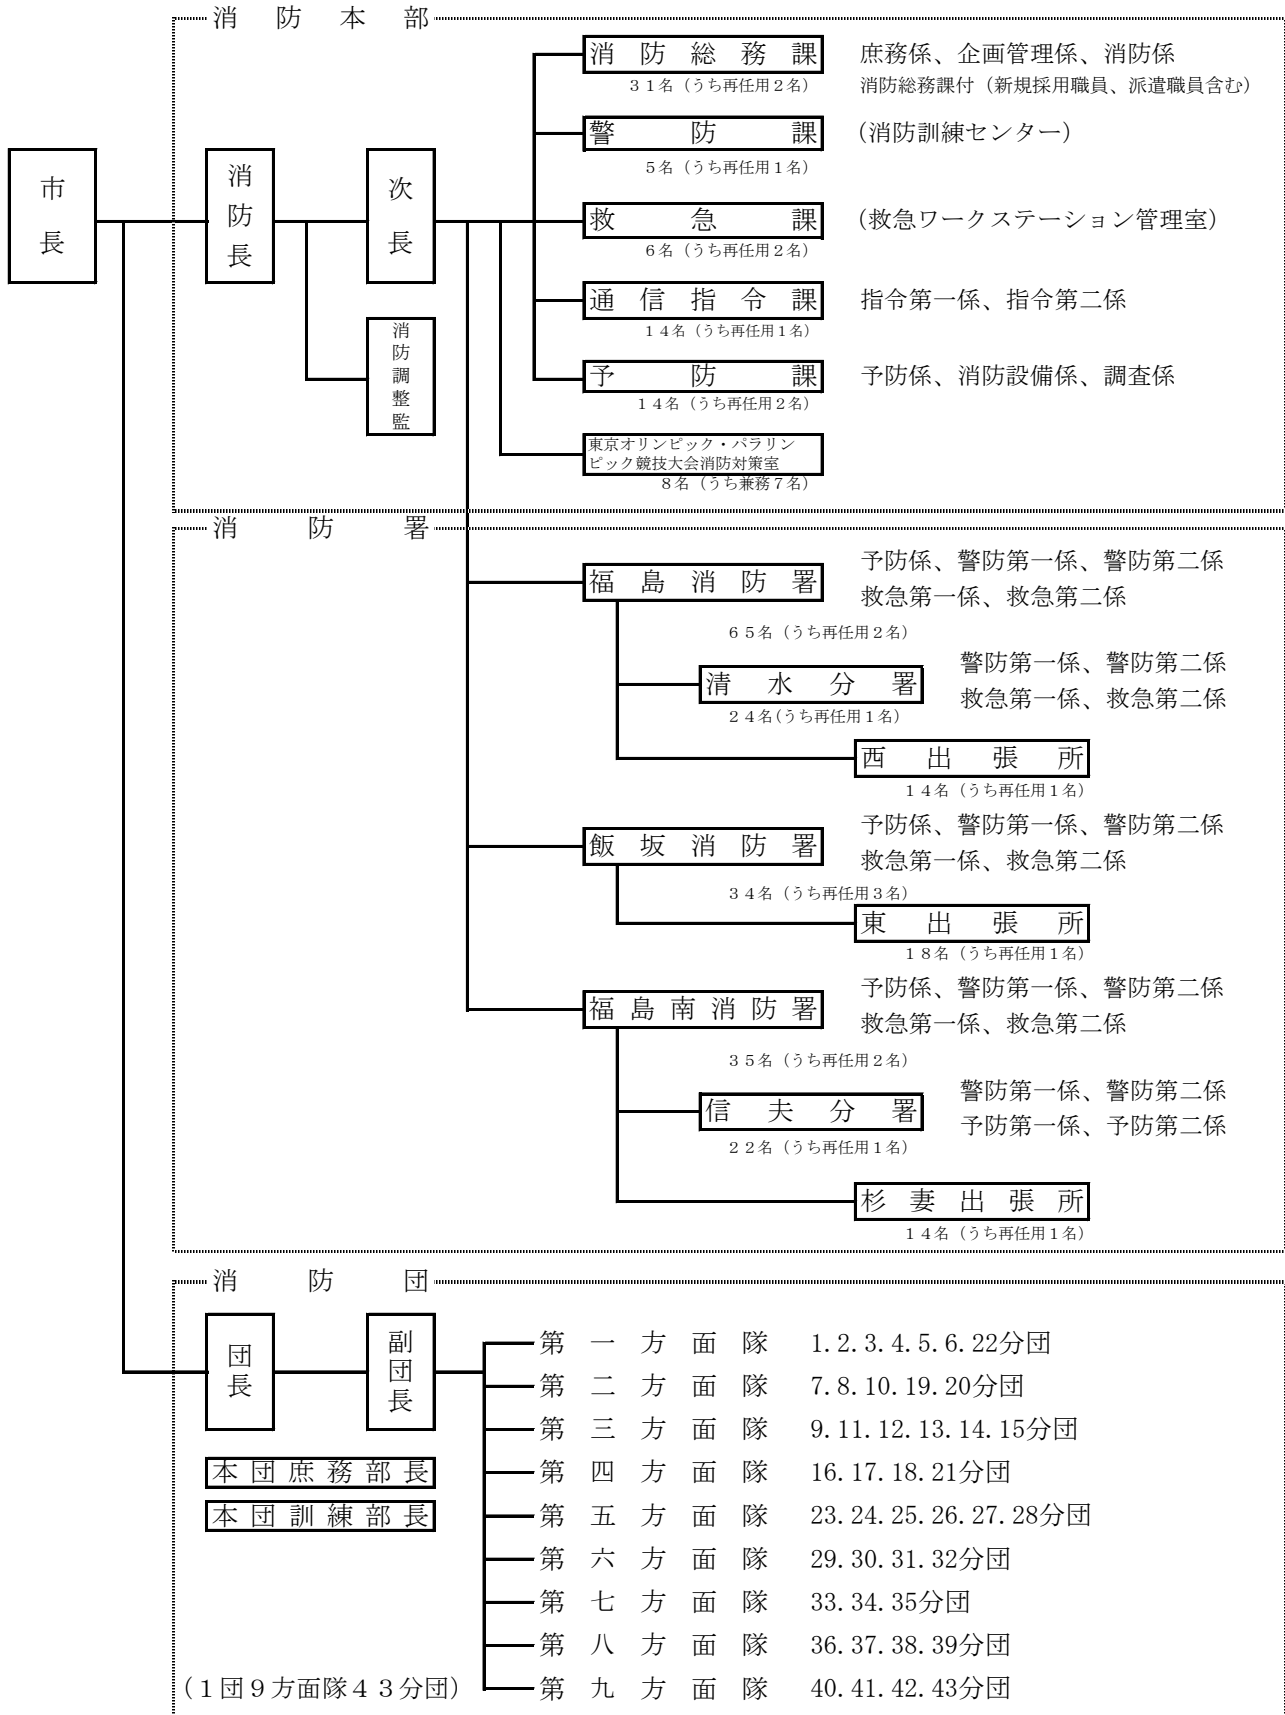 消防本部
消防総務課 庶務係、企画管理係、消防係
31名（うち再任用2名） 消防総務課付（新規採用職員、派遣職員含む）
警防課 (消防訓練センター)
5名（うち再任用1名）
市長 消防長 次長
救急課 (救急ワークステーション管理室)
6名（うち再任用2名）
通信指令課 指令第一係、指令第二係
14名（うち再任用1名）
消防調整監
予防課 予防係、消防設備係、調査係
14名（うち再任用2名）
東京オリンピック・パラリン
ピック競技大会消防対策室
8名（うち兼務7名）
消防署
予防係、警防第一係、警防第二係
福島消防署 救急第一係、救急第二係
65名（うち再任用2名）
警防第一係、警防第二係
清水分署 救急第一係、救急第二係
24名(うち再任用1名)
西出張所
14名（うち再任用1名）
予防係、警防第一係、警防第二係
飯坂消防署 救急第一係、救急第二係
34名（うち再任用3名）
東出張所
18名（うち再任用1名）
予防係、警防第一係、警防第二係
福島南消防署 救急第一係、救急第二係
35名（うち再任用2名）
警防第一係、警防第二係
信夫分署 予防第一係、予防第二係
22名（うち再任用1名）
杉妻出張所
14名（うち再任用1名）
消防団
団長 副団長
第一方面隊 1.2.3.4.5.6.22分団
第二方面隊 7.8.10.19.20分団
第三方面隊 9.11.12.13.14.15分団
本団庶務部長 第四方面隊 16.17.18.21分団
本団訓練部長 第五方面隊 23.24.25.26.27.28分団
第六方面隊 29.30.31.32分団
第七方面隊 33.34.35分団
第八方面隊 36.37.38.39分団
(1団9方面隊43分団) 第九方面隊 40.41.42.43分団